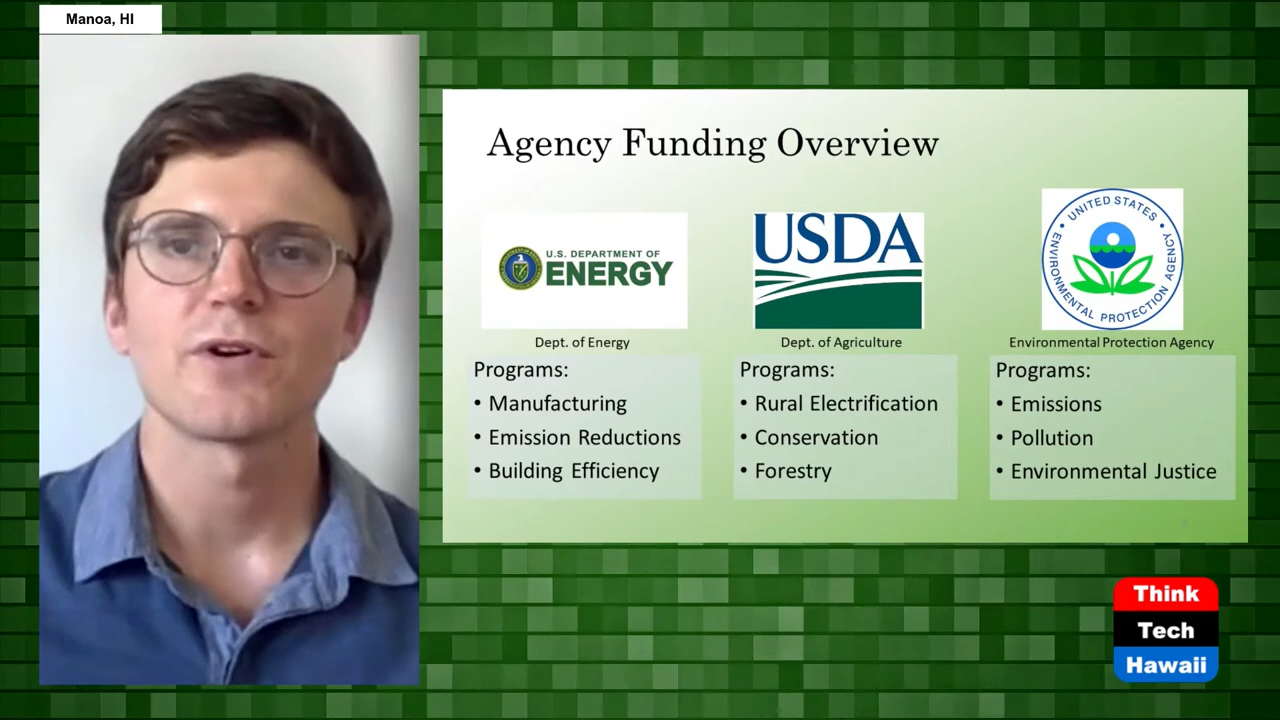 Manoa, HI
Agency Funding Overview
U.S. DEPARTMENT OF
ENERGY
USDA
UNITED STATES
ENVIRONMENTAL PROTECTION AGENCY
Dept. of Energy
Dept. of Agriculture
Environmental Protection Agency
Programs:
• Manufacturing
• Emission Reductions
• Building Efficiency
Programs:
• Rural Electrification
• Conservation
• Forestry
Programs:
• Emissions
• Pollution
• Environmental Justice
Think
Tech
Hawaii